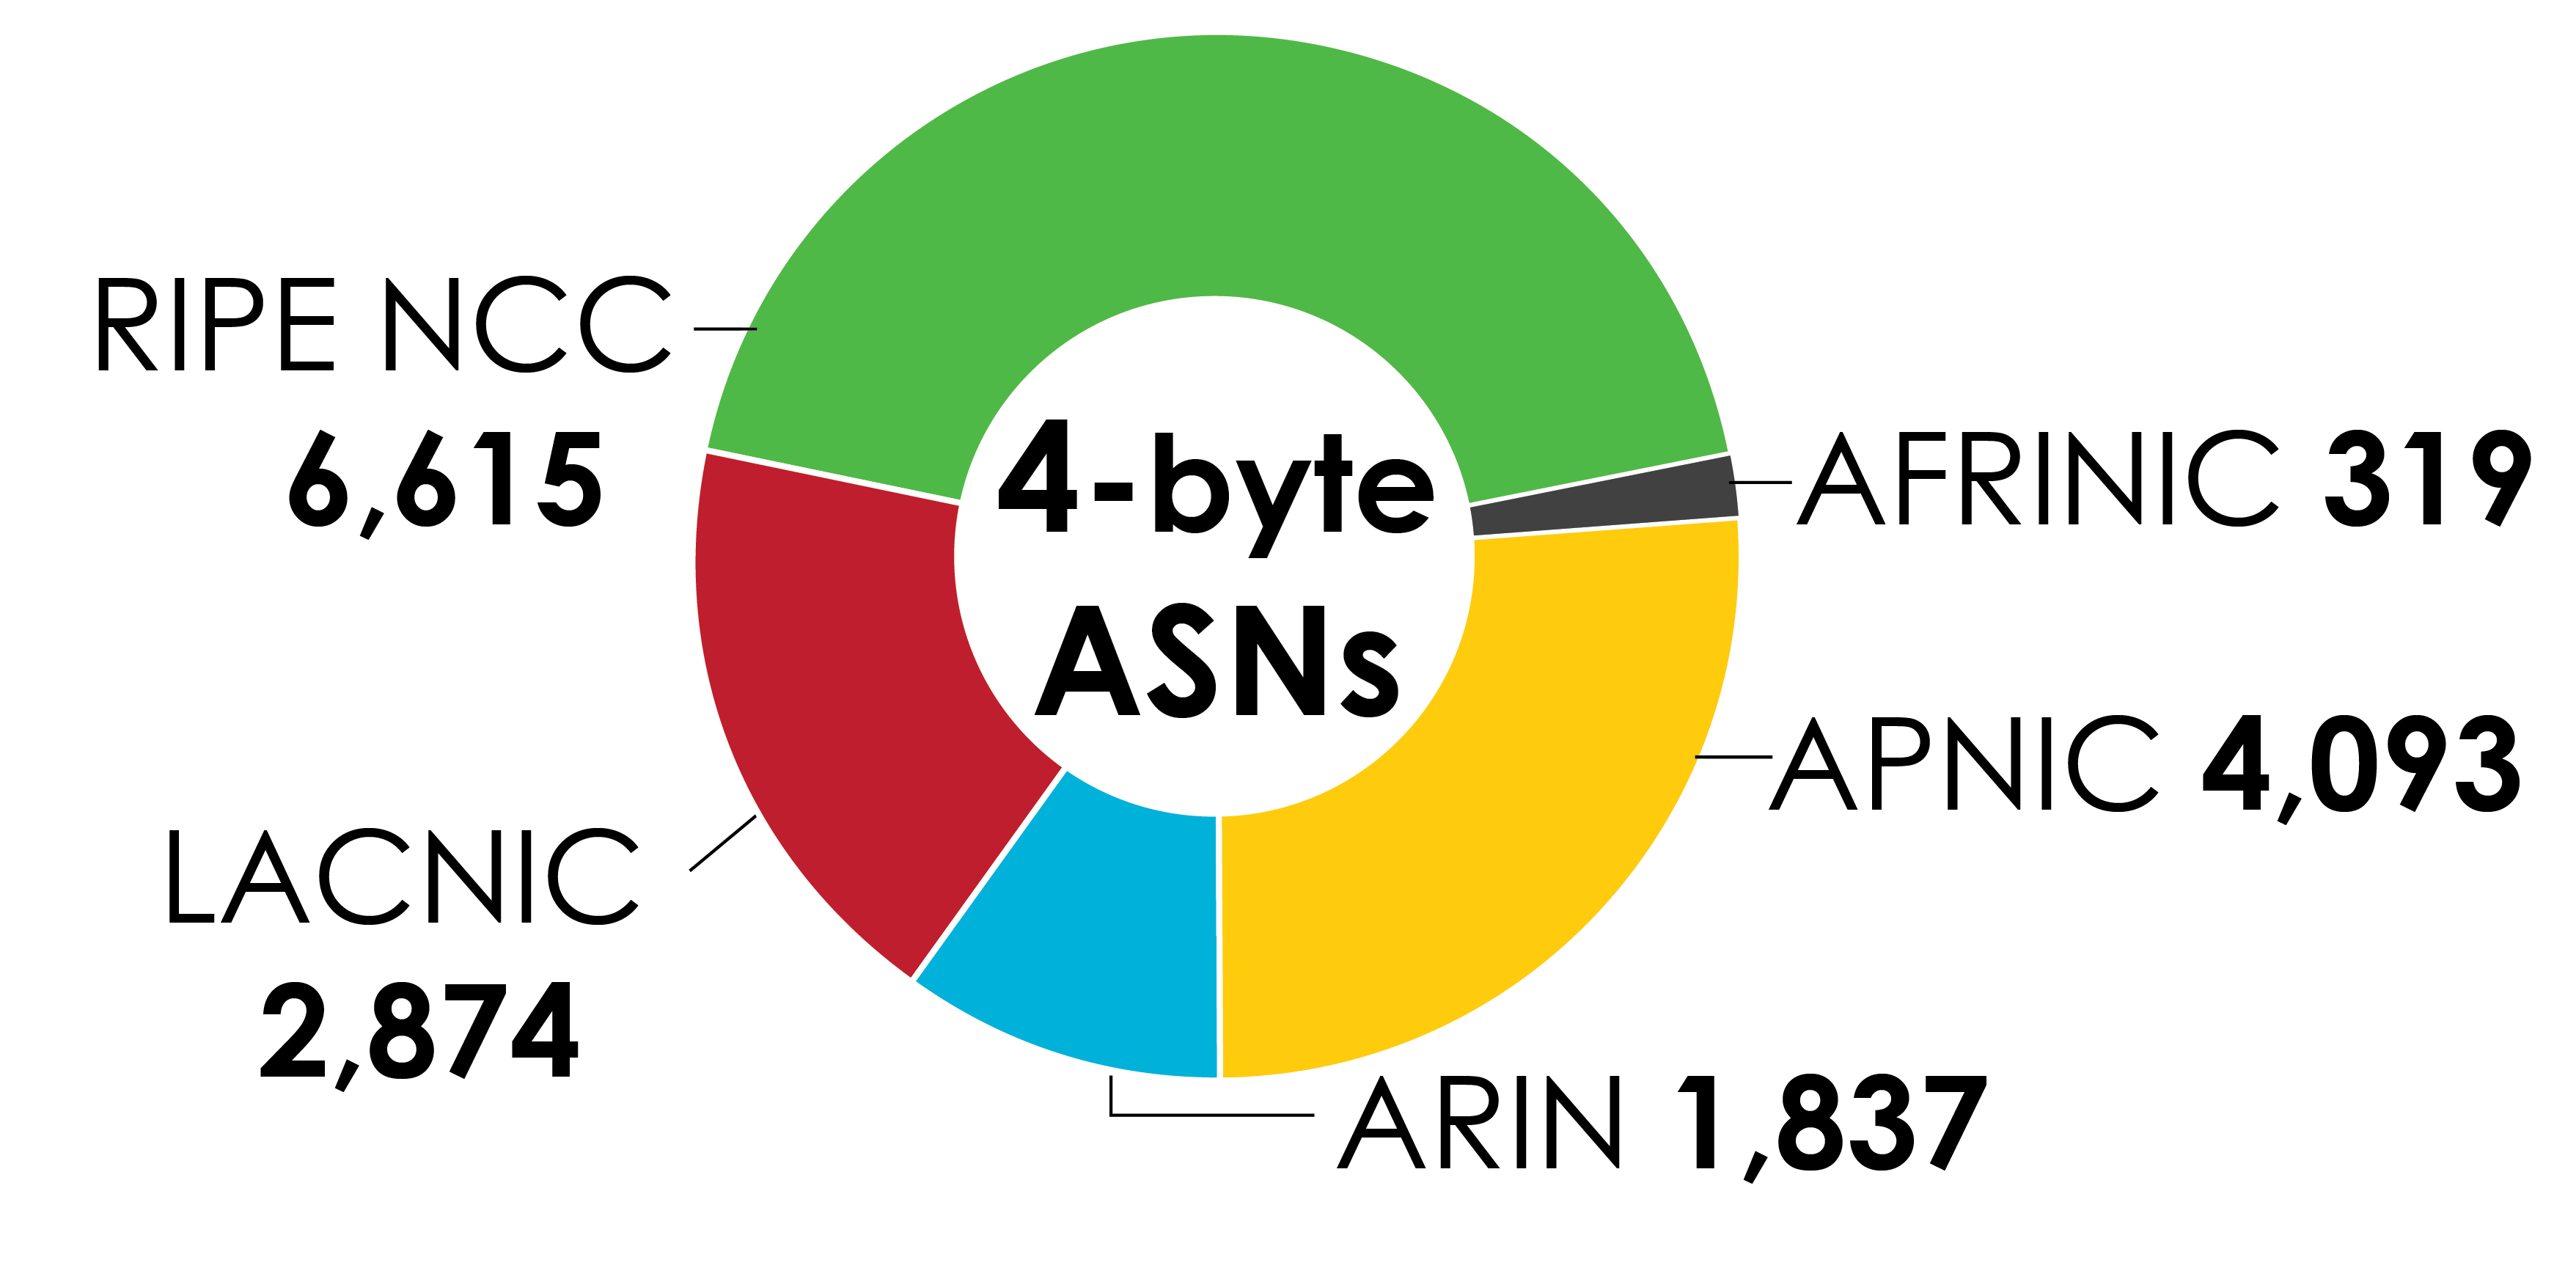 4-byte
ASNs
RIPE NCC
6,615
AFRINIC 319
APNIC 4,093
LACNIC
2,874
ARIN 1,837